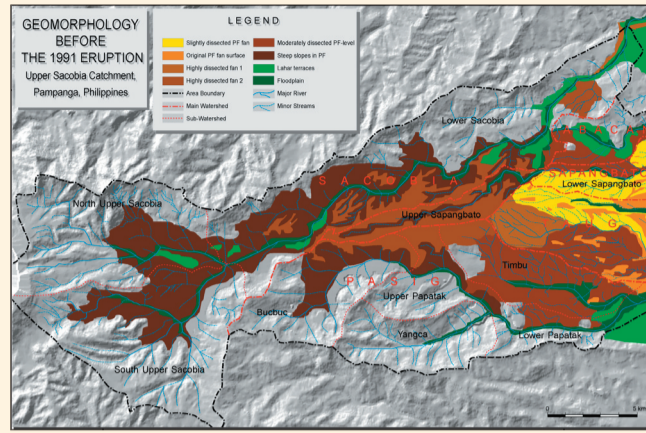 GEOMORPHOLOGY
BEFORE
THE 1991 ERUPTION
Upper Sacobia Catchment,
Pampanga, Philippines
LEGEND
Slightly dissected PF fan
Original PF fan surface
Highly dissected fan 1
Highly dissected fan 2
Area Boundary
Main Watershed
Sub-Watershed
Moderately dissected PF-level
Steep slopes in PF
Lahar terraces
Floodplain
Major River
Minor Streams
Lower Sacobia
ABACA
SACOBIA
SAPANGBATO
Lower Sapangbato
North Upper Sacobia
Upper Sapangbato
Timbu
PASIG
Upper Papatak
Bucbuc
Yangca
Lower Papatak
South Upper Sacobia
0
5 km